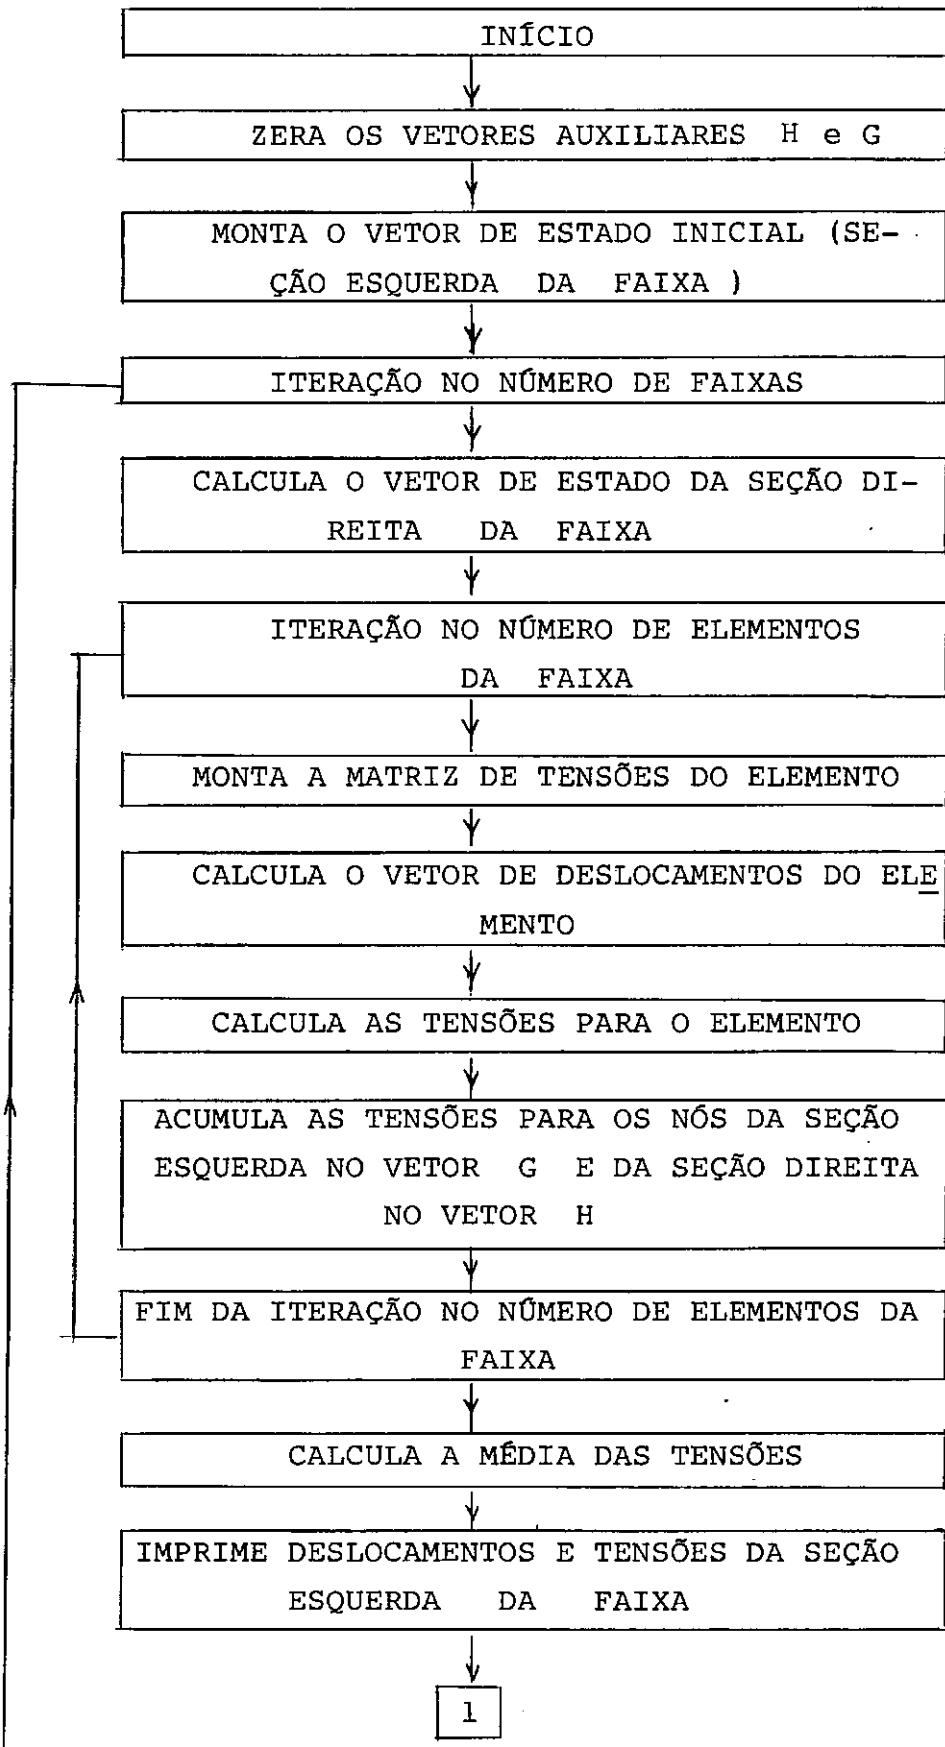 INÍCIO
ZERA OS VETORES AUXILIARES H e G
MONTA O VETOR DE ESTADO INICIAL (SE-
ÇÃO ESQUERDA DA FAIXA )
ITERAÇÃO NO NÚMERO DE FAIXAS
CALCULA O VETOR DE ESTADO DA SEÇÃO DI-
REITA DA FAIXA
ITERAÇÃO NO NÚMERO DE ELEMENTOS
DA FAIXA
MONTA A MATRIZ DE TENSÕES DO ELEMENTO
CALCULA O VETOR DE DESLOCAMENTOS DO ELE
MENTO
CALCULA AS TENSÕES PARA O ELEMENTO
ACUMULA AS TENSÕES PARA OS NÓS DA SEÇÃO
ESQUERDA NO VETOR G E DA SEÇÃO DIREITA
NO VETOR H
FIM DA ITERAÇÃO NO NÚMERO DE ELEMENTOS DA
FAIXA
CALCULA A MÉDIA DAS TENSÕES
IMPRIME DESLOCAMENTOS E TENSÕES DA SEÇÃO
ESQUERDA DA FAIXA
1